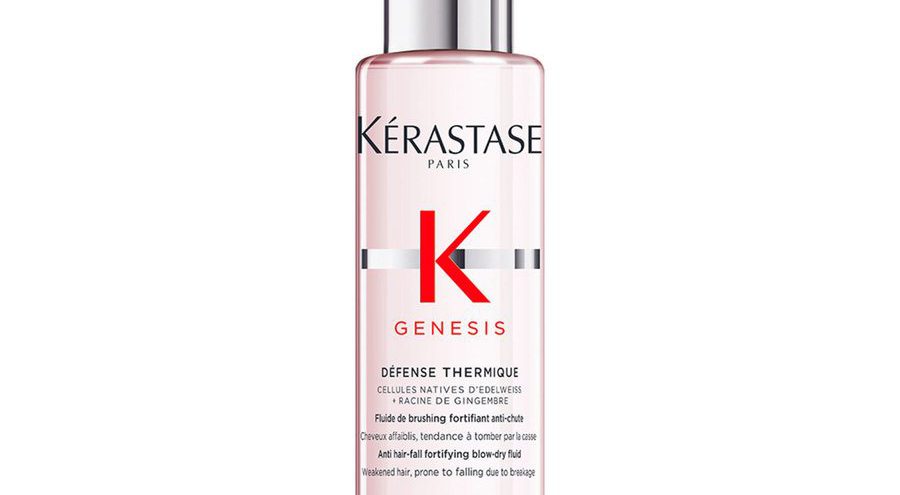 KÉRASTASE
PARIS
K
GENESIS
DÉFENSE THERMIQUE
CELLULES NATIVES D'EDELWEISS
+ RACINE DE GINGEMBRE
Fluide de brushing fortifiant anti-chute
Cheveux affaiblis, tendance à tomber par la casse
Anti hair-fall fortifying blow-dry fluid
Weakened hair, prone to falling due to breakage